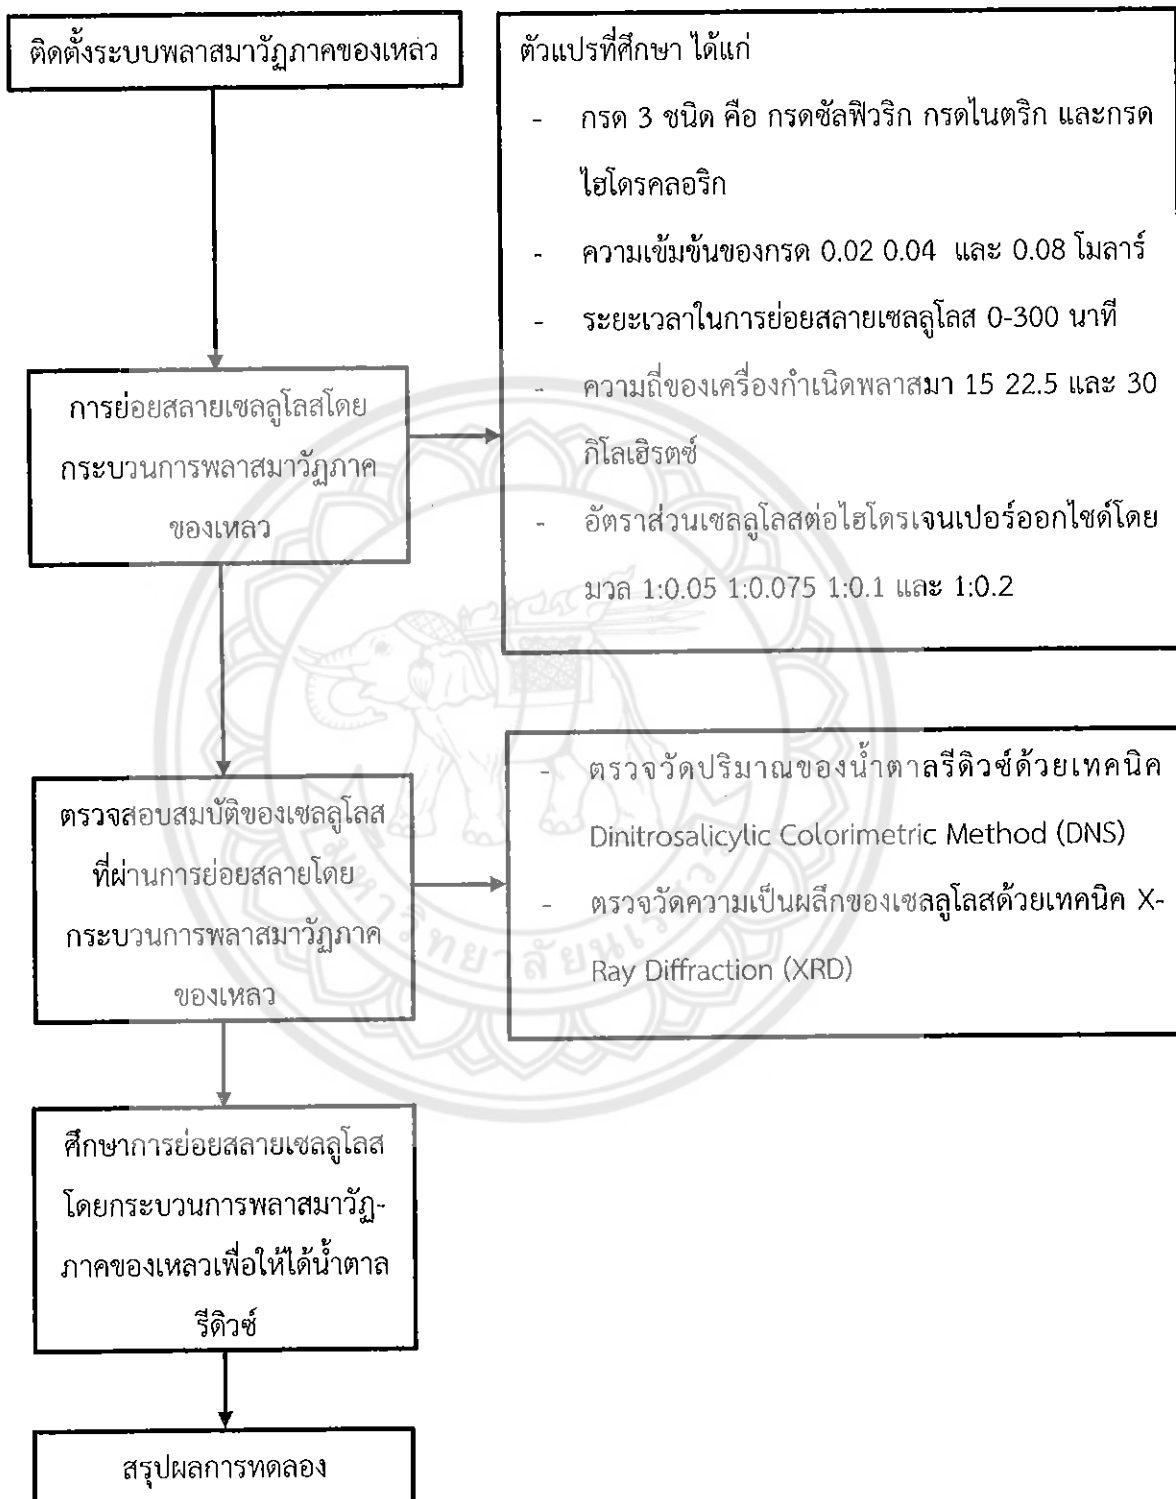 ติดตั้งระบบพลาสมาวัฏภาคของเหลว
ตัวแปรที่ศึกษา ได้แก่
- กรด 3 ชนิด คือ กรดซัลฟิวริก กรดไนตริก และกรด
ไฮโดรคลอริก
- ความเข้มข้นของกรด 0.02 0.04 และ 0.08 โมลาร์
- ระยะเวลาในการย่อยสลายเซลลูโลส 0-300 นาที
- ความถี่ของเครื่องกำเนิดพลาสมา 15 22.5 และ 30
กิโลเฮิรตซ์
- อัตราส่วนเซลลูโลสต่อไฮโดรเจนเปอร์ออกไซด์โดย
มวล 1:0.05 1:0.075 1:0.1 และ 1:0.2
การย่อยสลายเซลลูโลสโดย
กระบวนการพลาสมาวัฏภาค
ของเหลว
ตรวจสอบสมบัติของเซลลูโลส
ที่ผ่านการย่อยสลายโดย
กระบวนการพลาสมาวัฏภาค
ของเหลว
- ตรวจวัดปริมาณของน้ำตาลรีดิวซ์ด้วยเทคนิค
Dinitrosalicylic Colorimetric Method (DNS)
- ตรวจวัดความเป็นผลึกของเซลลูโลสด้วยเทคนิค X-
Ray Diffraction (XRD)
มหาวิทยาลัยนเรศวร
ศึกษาการย่อยสลายเซลลูโลส
โดยกระบวนการพลาสมาวัฏ-
ภาคของเหลวเพื่อให้ได้น้ำตาล
รีดิวซ์
สรุปผลการทดลอง